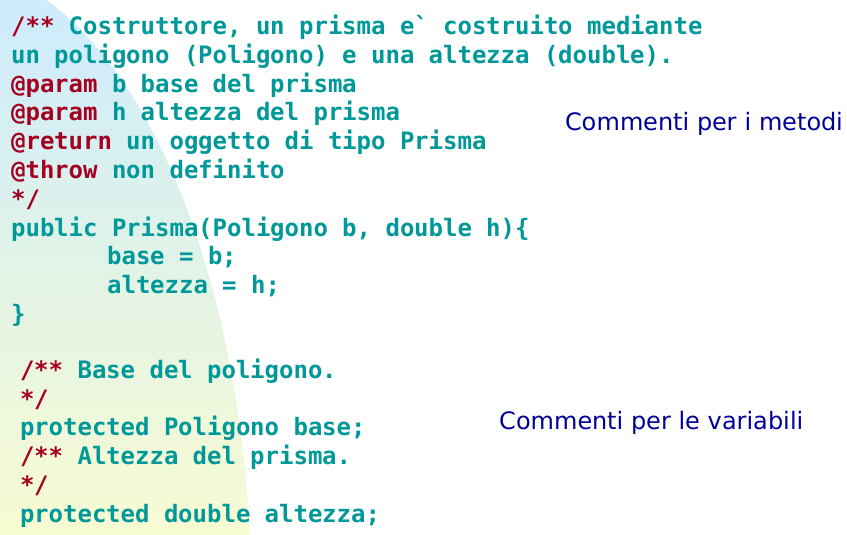 /** Costruttore, un prisma e` costruito mediante
un poligono (Poligono) e una altezza (double).
@param b base del prisma
@param h altezza del prisma
@return un oggetto di tipo Prisma
@throw non definito
*/
public Prisma(Poligono b, double h){
base = b;
altezza = h;
}
Commenti per i metodi
/** Base del poligono.
*/
protected Poligono base;
/** Altezza del prisma.
*/
protected double altezza;
Commenti per le variabili